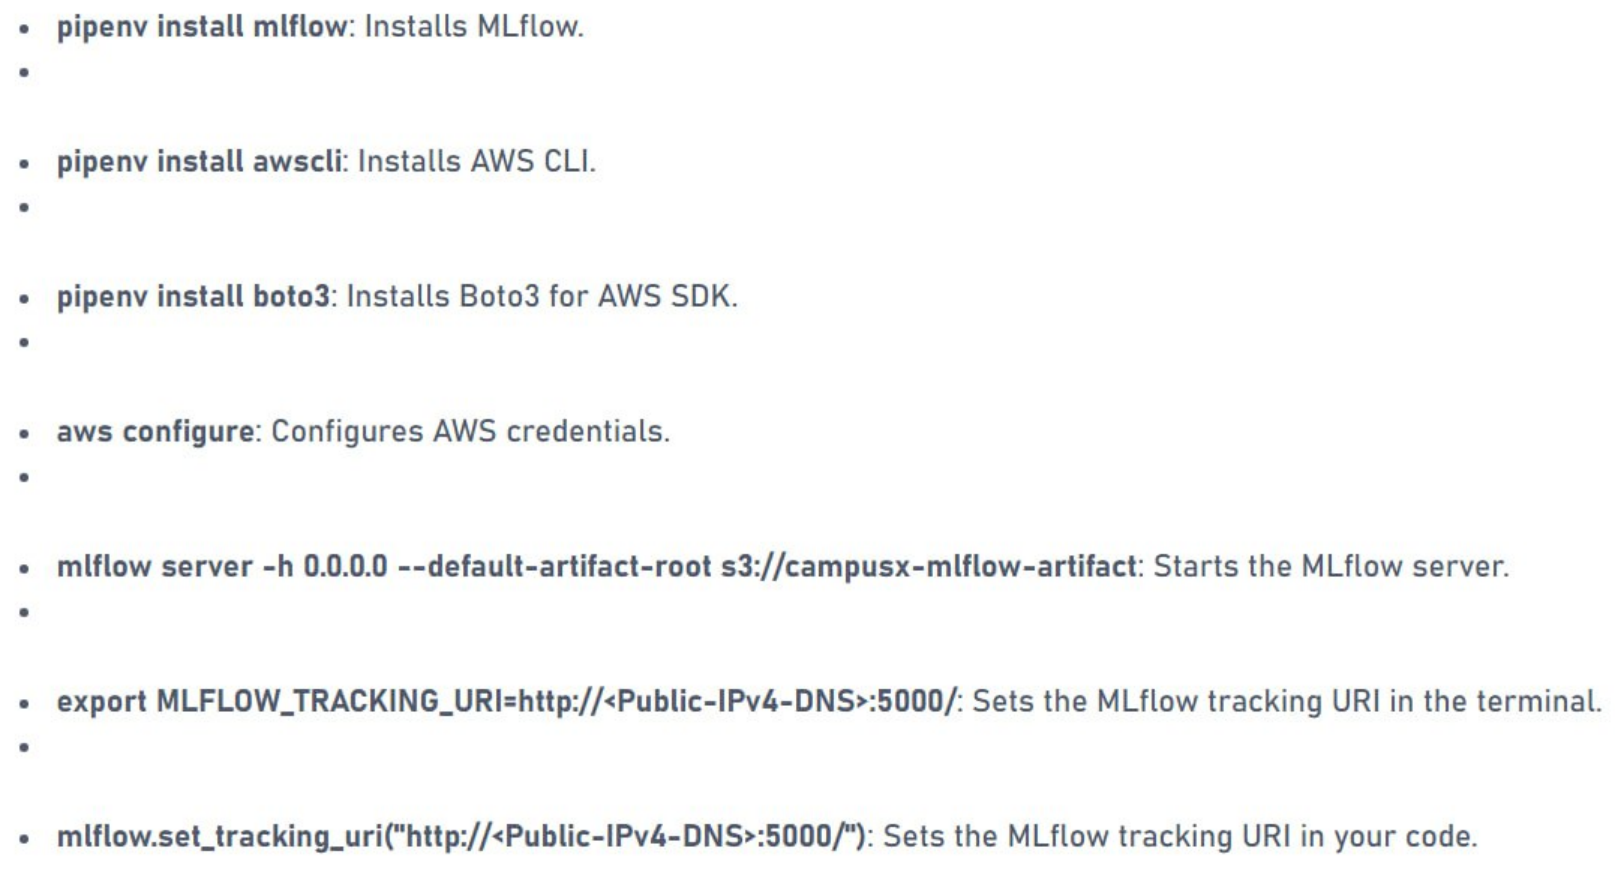 • pipenv install mlflow: Installs MLflow.
•
• pipenv install awscli: Installs AWS CLI.
•
• pipenv install boto3: Installs Boto3 for AWS SDK.
•
• aws configure: Configures AWS credentials.
•
• mlflow server -h 0.0.0.0 --default-artifact-root s3://campusx-mlflow-artifact: Starts the MLflow server.
•
• export MLFLOW_TRACKING_URI=http://<Public-IPv4-DNS>:5000/: Sets the MLflow tracking URI in the terminal.
•
• mlflow.set_tracking_uri("http://<Public-IPv4-DNS>:5000/"): Sets the MLflow tracking URI in your code.